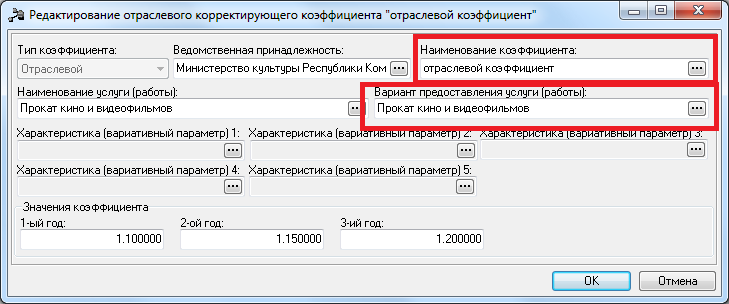 Редактирование отраслевого корректирующего коэффициента "отраслевой коэффициент"
Тип коэффициента: Ведомственная принадлежность: Наименование коэффициента:
Отраслевой Министерство культуры Республики Ком ... отраслевой коэффициент ...
Наименование услуги (работы): Вариант предоставления услуги (работы):
Прокат кино и видеофильмов ... Прокат кино и видеофильмов ...
Характеристика (вариативный параметр) 1: Характеристика (вариативный параметр) 2: Характеристика (вариативный параметр) 3:
... ... ...
Характеристика (вариативный параметр) 4: Характеристика (вариативный параметр) 5:
... ...
Значения коэффициента
1-ый год: 2-ой год: 3-ий год:
1.100000 1.150000 1.200000
OK Отмена